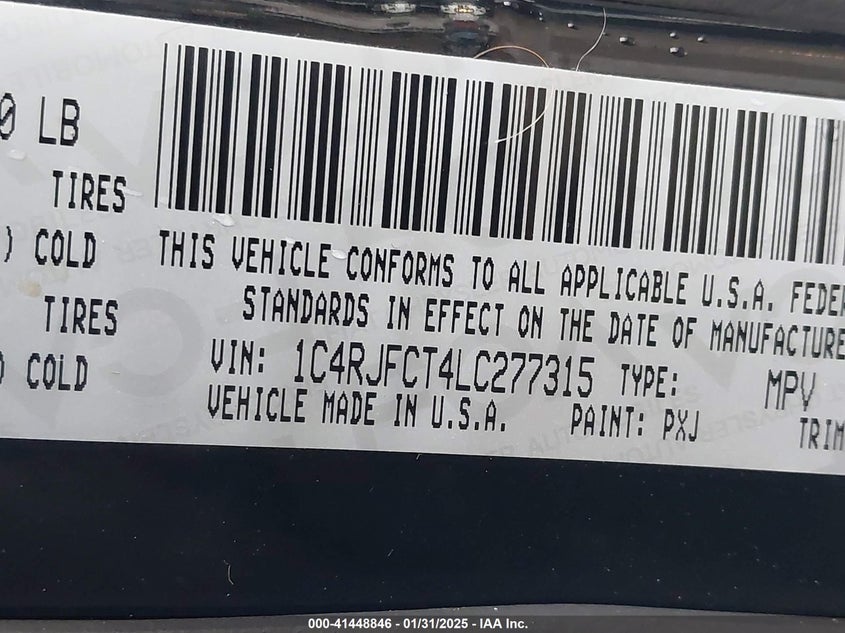 0 LB
TIRES
) COLD
THIS VEHICLE CONFORMS TO ALL APPLICABLE U.S.A. FEDER
STANDARDS IN EFFECT ON THE DATE OF MANUFACTURE
TIRES
VIN: 1C4RJFCT4LC277315 TYPE: MPV
) COLD
VEHICLE MADE IN U.S.A. PAINT: PXJ TRIM
000-41448846 - 01/31/2025 - IAA Inc.